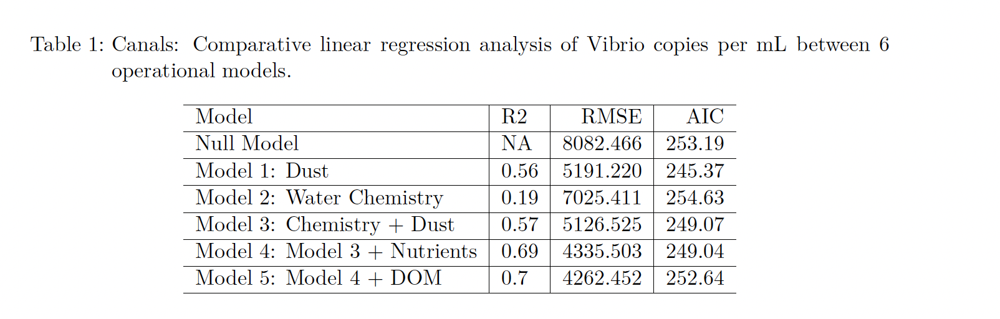 Table 1: Canals: Comparative linear regression analysis of Vibrio copies per mL between 6
operational models.
Model R2 RMSE AIC
Null Model NA 8082.466 253.19
Model 1: Dust 0.56 5191.220 245.37
Model 2: Water Chemistry 0.19 7025.411 254.63
Model 3: Chemistry + Dust 0.57 5126.525 249.07
Model 4: Model 3 + Nutrients 0.69 4335.503 249.04
Model 5: Model 4 + DOM 0.7 4262.452 252.64